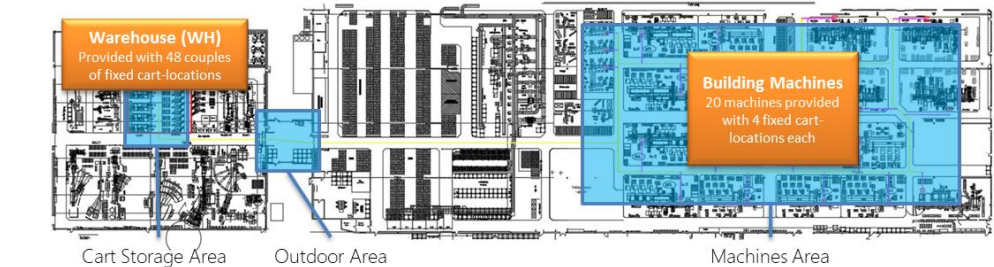 Warehouse (WH)
Provided with 48 couples
of fixed cart-locations
Building Machines
20 machines provided
with 4 fixed cart-
locations each
Cart Storage Area
Outdoor Area
Machines Area